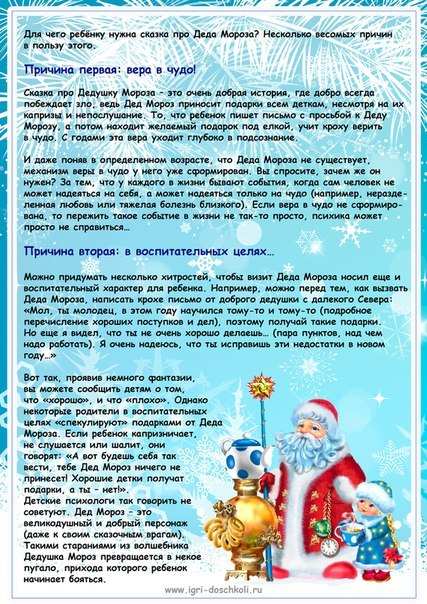 Для чего ребёнку нужна сказка про Деда Мороза? Несколько весомых причин
в пользу этого.
Причина первая: вера в чудо!
Сказка про Дедушку Мороза – это очень добрая история, где добро всегда
побеждает зло, ведь Дед Мороз приносит подарки всем деткам, несмотря на их
капризы и непослушание. То, что ребенок пишет письмо с просьбой к Деду
Морозу, а потом находит желаемый подарок под елкой, учит кроху верить
в чудо. С годами эта вера уходит глубоко в подсознание.
И даже поняв в определенном возрасте, что Деда Мороза не существует,
механизм веры в чудо у него уже сформирован. Вы спросите, зачем же он
нужен? За тем, что у каждого в жизни бывают события, когда сам человек не
может надеяться на себя, а может надеяться только на чудо (например, неразде-
ленная любовь или тяжелая болезнь близкого). Если вера в чудо не сформиро-
вана, то пережить такое событие в жизни не так-то просто, психика может
просто не справиться...
Причина вторая: в воспитательных целях...
Можно придумать несколько хитростей, чтобы визит Деда Мороза носил еще и
воспитательный характер для ребенка. Например, можно перед тем, как вызвать
Деда Мороза, написать крохе письмо от доброго дедушки с далекого Севера:
«Мол, ты молодец, в этом году научился тому-то и тому-то (подробное
перечисление хороших поступков и дел), поэтому получай такие подарки.
Но еще я видел, что ты не очень хорошо делаешь... (пара пунктов, над чем
надо работать). Я очень надеюсь, что ты исправишь эти недостатки в новом
году...»
Вот так, проявив немного фантазии,
вы можете сообщить детям о том,
что «хорошо», и что «плохо». Однако
некоторые родители в воспитательных
целях «спекулируют» подарками от Деда
Мороза. Если ребенок капризничает,
не слушается или шалит, они
говорят: «А вот будешь себя так
вести, тебе Дед Мороз ничего не
принесет! Хорошие детки получат
подарки, а ты – нет!».
Детские психологи так говорить не
советуют. Дед Мороз – это
великодушный и добрый персонаж
(даже к своим сказочным врагам).
Такими стараниями из волшебника
Дедушка Мороз превращается в некое
пугало, прихода которого ребенок
начинает бояться.
www.igri-doschkoli.ru